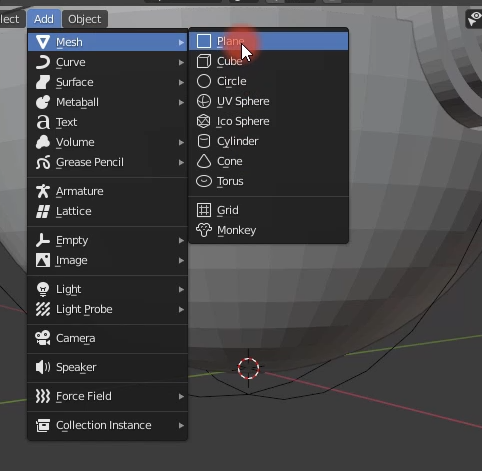 lect Add Object
Mesh
Curve
Surface
Metaball
Text
Volume
Grease Pencil
Armature
Lattice
Empty
Image
Light
Light Probe
Camera
Speaker
Force Field
Collection Instance
Plane
Cube
Circle
UV Sphere
Ico Sphere
Cylinder
Cone
Torus
Grid
Monkey